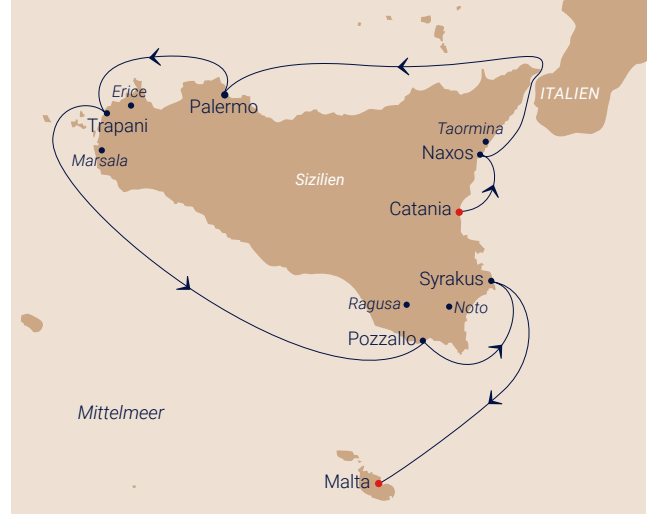 ITALIEN
Erice
Palermo
Trapani
Taormina
Naxos
Marsala
Sizilien
Catania
Syrakus
Ragusa
Noto
Pozzallo
Mittelmeer
Malta